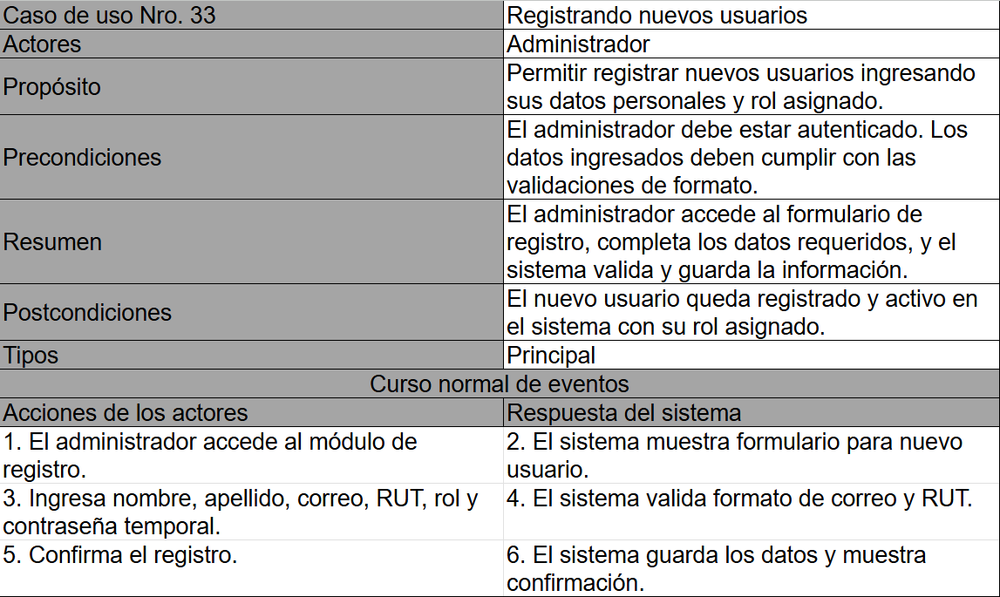 Caso de uso Nro. 33
Registrando nuevos usuarios
Actores
Administrador
Propósito
Permitir registrar nuevos usuarios ingresando
sus datos personales y rol asignado.
Precondiciones
El administrador debe estar autenticado. Los
datos ingresados deben cumplir con las
validaciones de formato.
Resumen
El administrador accede al formulario de
registro, completa los datos requeridos, y el
sistema valida y guarda la información.
Postcondiciones
El nuevo usuario queda registrado y activo en
el sistema con su rol asignado.
Tipos
Principal
Curso normal de eventos
Acciones de los actores
Respuesta del sistema
1. El administrador accede al módulo de
registro.
2. El sistema muestra formulario para nuevo
usuario.
3. Ingresa nombre, apellido, correo, RUT, rol y
contraseña temporal.
4. El sistema valida formato de correo y RUT.
5. Confirma el registro.
6. El sistema guarda los datos y muestra
confirmación.